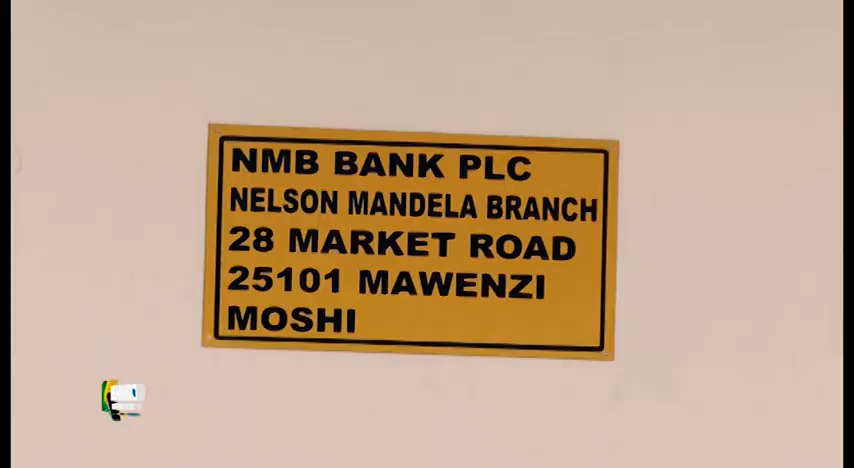 NMB BANK PLC
NELSON MANDELA BRANCH
28 MARKET ROAD
25101 MAWENZI
MOSHI